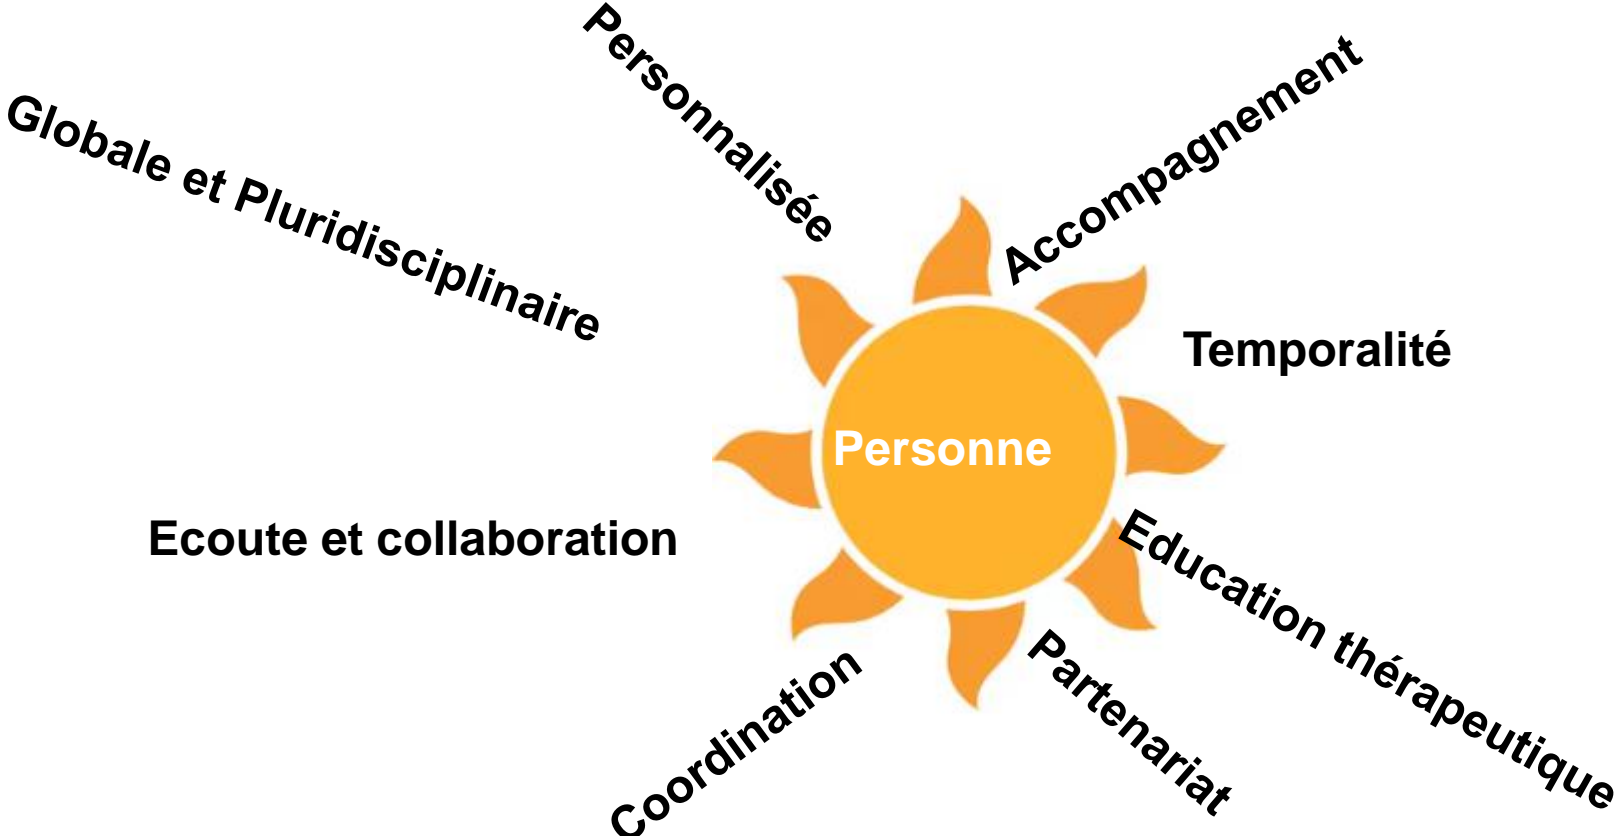 Personnalisée
Accompagnement
Globale et Pluridisciplinaire
Temporalité
Personne
Ecoute et collaboration
Education thérapeutique
Coordination
Partenariat